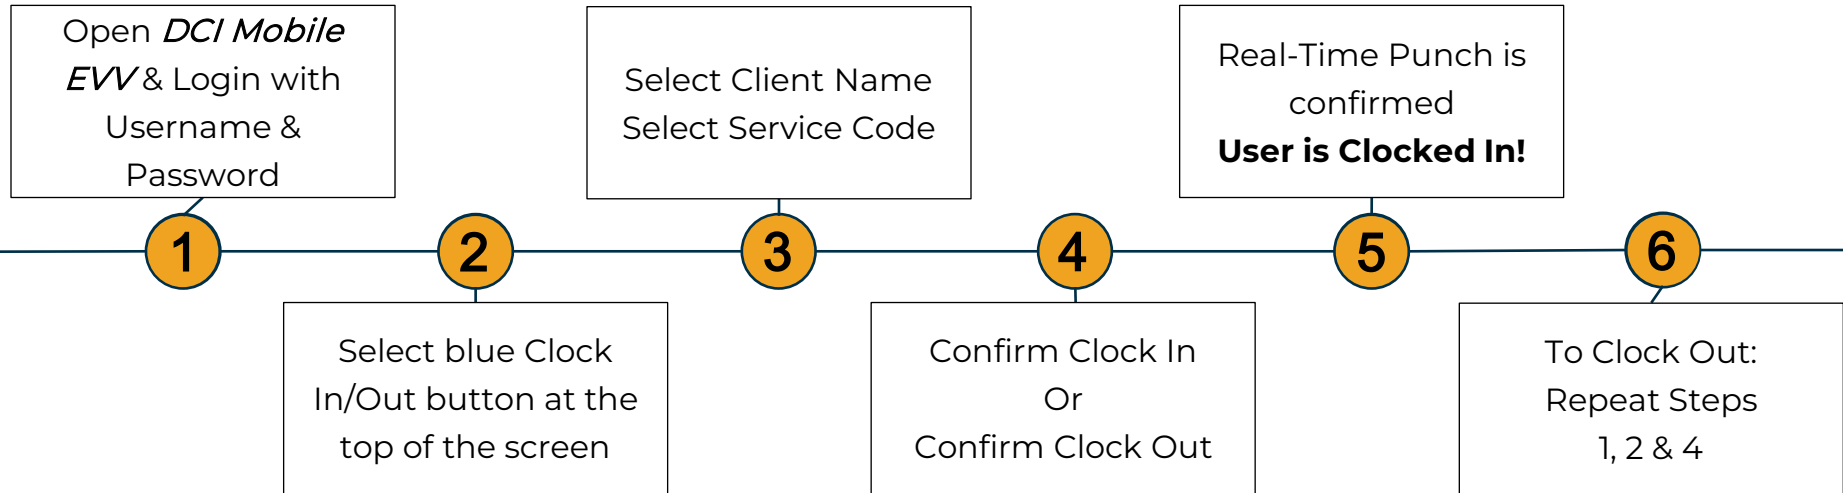 Open DCI Mobile
EVV & Login with
Username &
Password
1
Select blue Clock
In/Out button at the
top of the screen
2
Select Client Name
Select Service Code
3
Confirm Clock In
Or
Confirm Clock Out
4
Real-Time Punch is
confirmed
User is Clocked In!
5
To Clock Out:
Repeat Steps
1, 2 & 4
6